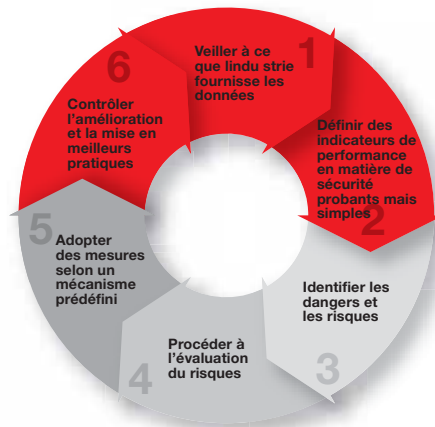 1
Veiller à ce
que lindu strie
fournisse les
données
2
Définir des
indicateurs de
performance
en matière de
sécurité
probants mais
simples
3
Identifier les
dangers et
les risques
4
Procéder à
l'évaluation
du risques
5
Adopter
des mesures
selon un
mécanisme
prédéfini
6
Contrôler
l'amélioration
et la mise en
meilleurs
pratiques